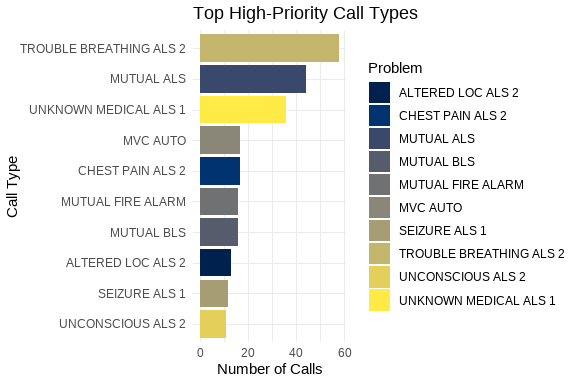 Top High-Priority Call Types
Call Type
TROUBLE BREATHING ALS 2
MUTUAL ALS
UNKNOWN MEDICAL ALS 1
MVC AUTO
CHEST PAIN ALS 2
MUTUAL FIRE ALARM
MUTUAL BLS
ALTERED LOC ALS 2
SEIZURE ALS 1
UNCONSCIOUS ALS 2
0 20 40 60
Number of Calls
Problem
ALTERED LOC ALS 2
CHEST PAIN ALS 2
MUTUAL ALS
MUTUAL BLS
MUTUAL FIRE ALARM
MVC AUTO
SEIZURE ALS 1
TROUBLE BREATHING ALS 2
UNCONSCIOUS ALS 2
UNKNOWN MEDICAL ALS 1